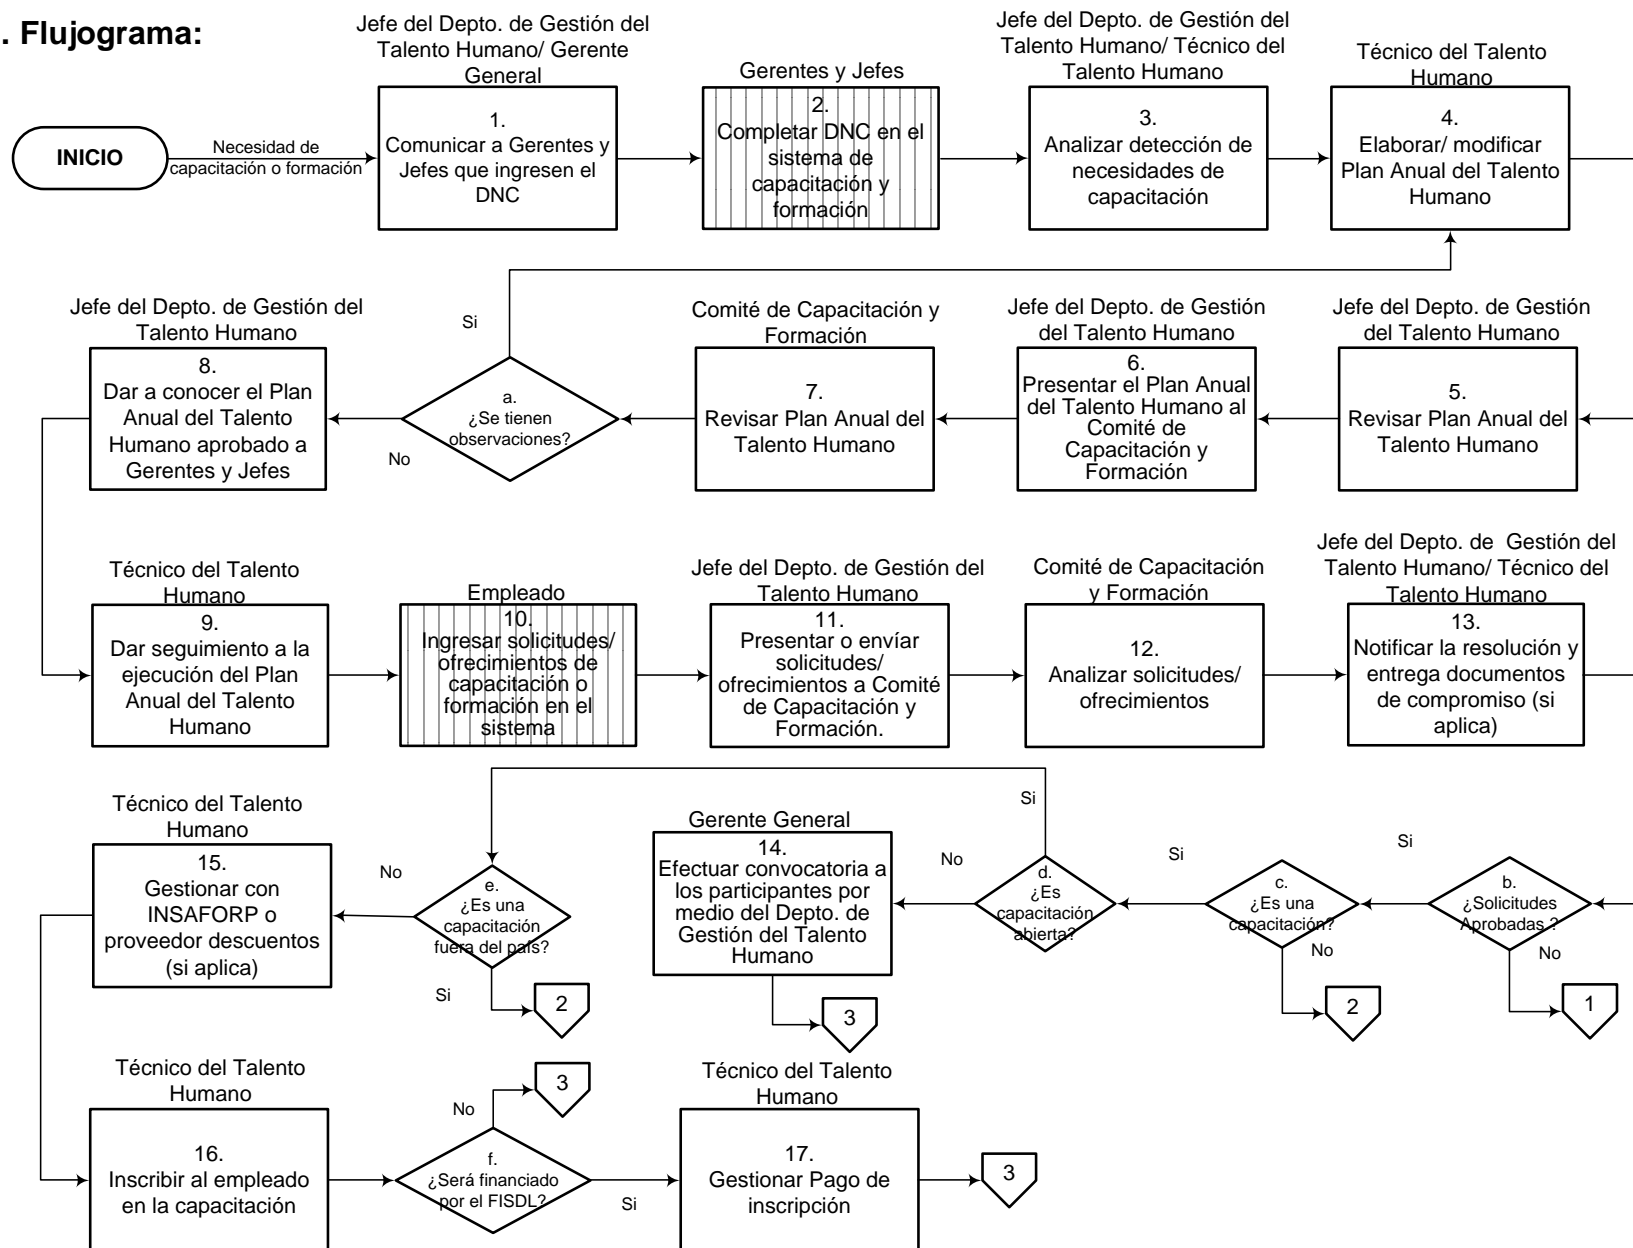 . Flujograma:
Jefe del Depto. de Gestión del
Talento Humano/ Gerente
General
Gerentes y Jefes
Jefe del Depto. de Gestión del
Talento Humano/ Técnico del
Talento Humano
Técnico del Talento
Humano
INICIO
Necesidad de
capacitación o formación
1.
Comunicar a Gerentes y
Jefes que ingresen el
DNC
2.
Completar DNC en el
sistema de
capacitación y
formación
3.
Analizar detección de
necesidades de
capacitación
4.
Elaborar/ modificar
Plan Anual del Talento
Humano
Jefe del Depto. de Gestión del
Talento Humano
Si
Comité de Capacitación y
Formación
Jefe del Depto. de Gestión
del Talento Humano
Jefe del Depto. de Gestión
del Talento Humano
8.
Dar a conocer el Plan
Anual del Talento
Humano aprobado a
Gerentes y Jefes
a.
¿Se tienen
observaciones?
No
7.
Revisar Plan Anual del
Talento Humano
6.
Presentar el Plan Anual
del Talento Humano al
Comité de
Capacitación y
Formación
5.
Revisar Plan Anual del
Talento Humano
Técnico del Talento
Humano
Empleado
Jefe del Depto. de Gestión del
Talento Humano
Comité de Capacitación
y Formación
Jefe del Depto. de  Gestión del
Talento Humano/ Técnico del
Talento Humano
9.
Dar seguimiento a la
ejecución del Plan
Anual del Talento
Humano
10.
Ingresar solicitudes/
ofrecimientos de
capacitación o
formación en el
sistema
11.
Presentar o envíar
solicitudes/
ofrecimientos a Comité
de Capacitación y
Formación.
12.
Analizar solicitudes/
ofrecimientos
13.
Notificar la resolución y
entrega documentos
de compromiso (si
aplica)
Técnico del Talento
Humano
15.
Gestionar con
INSAFORP o
proveedor descuentos
(si aplica)
No
e.
¿Es una
capacitación
fuera del país?
Si
2
Gerente General
14.
Efectuar convocatoria a
los participantes por
medio del Depto. de
Gestión del Talento
Humano
3
No
Si
d.
¿Es
capacitación
abierta?
Si
c.
¿Es una
capacitación?
No
2
Si
b.
¿Solicitudes
Aprobadas ?
No
1
Técnico del Talento
Humano
16.
Inscribir al empleado
en la capacitación
No
3
f.
¿Será financiado
por el FISDL?
Si
Técnico del Talento
Humano
17.
Gestionar Pago de
inscripción
3